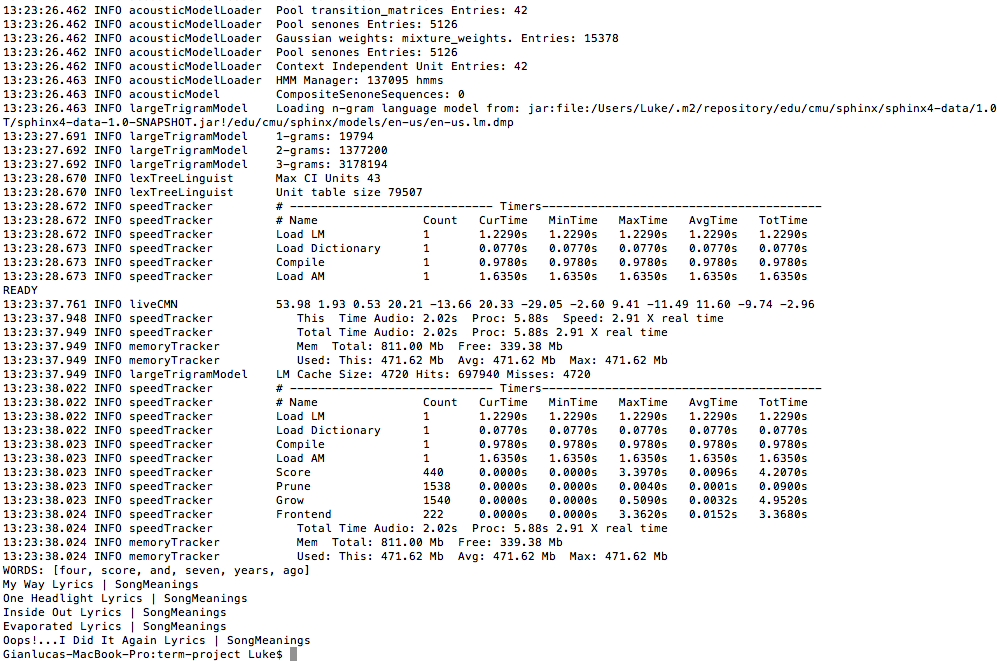 13:23:26.462 INFO acousticModelLoader  Pool transition_matrices Entries: 42
13:23:26.462 INFO acousticModelLoader  Pool senones Entries: 5126
13:23:26.462 INFO acousticModelLoader  Gaussian weights: mixture_weights. Entries: 15378
13:23:26.462 INFO acousticModelLoader  Pool senones Entries: 5126
13:23:26.462 INFO acousticModelLoader  Context Independent Unit Entries: 42
13:23:26.463 INFO acousticModelLoader  HMM Manager: 137095 hmms
13:23:26.463 INFO acousticModel        CompositeSenoneSequences: 0
13:23:26.463 INFO largeTrigramModel    Loading n-gram language model from: jar:file:/Users/Luke/.m2/repository/edu/cmu/sphinx/sphinx4-data/1.0
T/sphinx4-data-1.0-SNAPSHOT.jar!/edu/cmu/sphinx/models/en-us/en-us.lm.dmp
13:23:27.691 INFO largeTrigramModel    1-grams: 19794
13:23:27.692 INFO largeTrigramModel    2-grams: 1377200
13:23:27.692 INFO largeTrigramModel    3-grams: 3178194
13:23:28.670 INFO lexTreeLinguist      Max CI Units 43
13:23:28.670 INFO lexTreeLinguist      Unit table size 79507
13:23:28.672 INFO speedTracker         # ----------------------------- Timers----------------------------------------
13:23:28.672 INFO speedTracker         # Name               Count   CurTime   MinTime   MaxTime   AvgTime   TotTime
13:23:28.672 INFO speedTracker         Load LM              1       1.2290s   1.2290s   1.2290s   1.2290s   1.2290s
13:23:28.673 INFO speedTracker         Load Dictionary      1       0.0770s   0.0770s   0.0770s   0.0770s   0.0770s
13:23:28.673 INFO speedTracker         Compile              1       0.9780s   0.9780s   0.9780s   0.9780s   0.9780s
13:23:28.673 INFO speedTracker         Load AM              1       1.6350s   1.6350s   1.6350s   1.6350s   1.6350s
READY
13:23:37.761 INFO liveCMN              53.98 1.93 0.53 20.21 -13.66 20.33 -29.05 -2.60 9.41 -11.49 11.60 -9.74 -2.96
13:23:37.948 INFO speedTracker            This  Time Audio: 2.02s  Proc: 5.88s  Speed: 2.91 X real time
13:23:37.949 INFO speedTracker            Total Time Audio: 2.02s  Proc: 5.88s 2.91 X real time
13:23:37.949 INFO memoryTracker           Mem  Total: 811.00 Mb  Free: 339.38 Mb
13:23:37.949 INFO memoryTracker           Used: This: 471.62 Mb  Avg: 471.62 Mb  Max: 471.62 Mb
13:23:37.949 INFO largeTrigramModel    LM Cache Size: 4720 Hits: 697940 Misses: 4720
13:23:38.022 INFO speedTracker         # ----------------------------- Timers----------------------------------------
13:23:38.022 INFO speedTracker         # Name               Count   CurTime   MinTime   MaxTime   AvgTime   TotTime
13:23:38.022 INFO speedTracker         Load LM              1       1.2290s   1.2290s   1.2290s   1.2290s   1.2290s
13:23:38.022 INFO speedTracker         Load Dictionary      1       0.0770s   0.0770s   0.0770s   0.0770s   0.0770s
13:23:38.023 INFO speedTracker         Compile              1       0.9780s   0.9780s   0.9780s   0.9780s   0.9780s
13:23:38.023 INFO speedTracker         Load AM              1       1.6350s   1.6350s   1.6350s   1.6350s   1.6350s
13:23:38.023 INFO speedTracker         Score                440     0.0000s   0.0000s   3.3970s   0.0096s   4.2070s
13:23:38.023 INFO speedTracker         Prune                1538    0.0000s   0.0000s   0.0040s   0.0001s   0.0900s
13:23:38.023 INFO speedTracker         Grow                 1540    0.0000s   0.0000s   0.5090s   0.0032s   4.9520s
13:23:38.024 INFO speedTracker         Frontend             222     0.0000s   0.0000s   3.3620s   0.0152s   3.3680s
13:23:38.024 INFO speedTracker            Total Time Audio: 2.02s  Proc: 5.88s 2.91 X real time
13:23:38.024 INFO memoryTracker           Mem  Total: 811.00 Mb  Free: 339.38 Mb
13:23:38.024 INFO memoryTracker           Used: This: 471.62 Mb  Avg: 471.62 Mb  Max: 471.62 Mb
WORDS: [four, score, and, seven, years, ago]
My Way Lyrics | SongMeanings
One Headlight Lyrics | SongMeanings
Inside Out Lyrics | SongMeanings
Evaporated Lyrics | SongMeanings
Oops!...I Did It Again Lyrics | SongMeanings
Gianlucas-MacBook-Pro:term-project Luke$